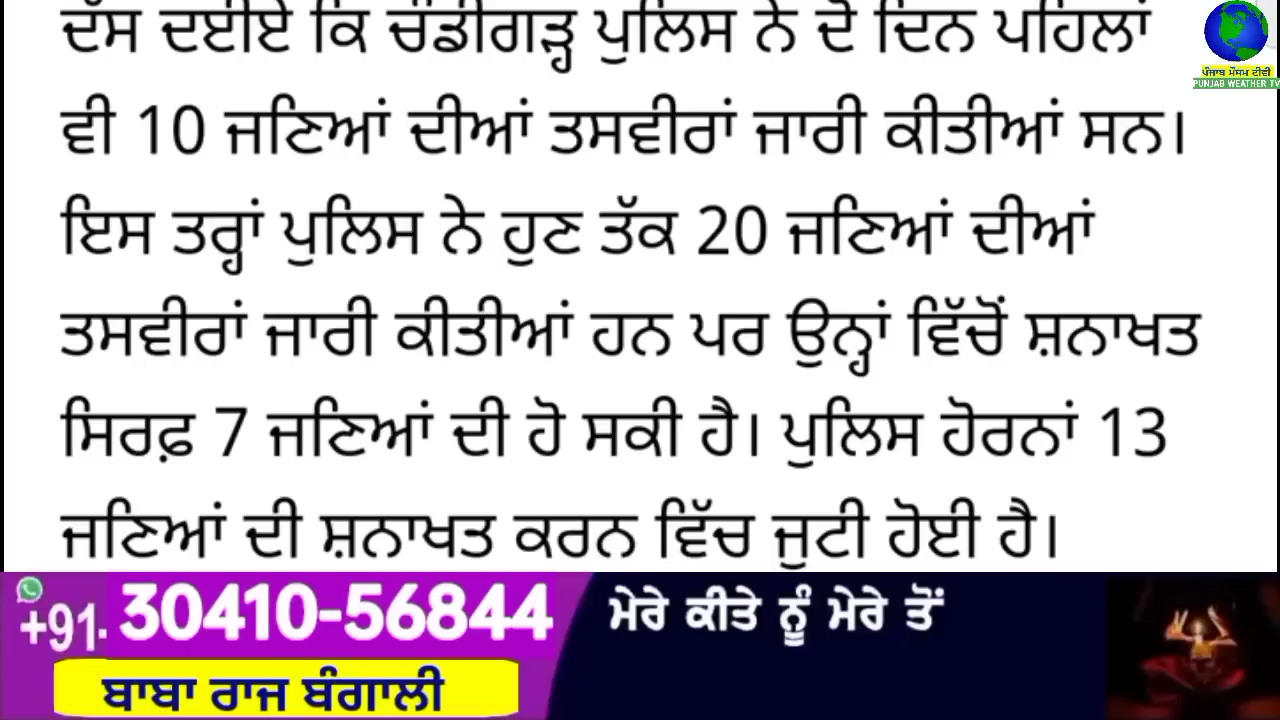 ਦੱਸ ਦਈਏ ਕਿ ਚੰਡੀਗੜ੍ਹ ਪੁਲਿਸ ਨੇ ਦੋ ਦਿਨ ਪਹਿਲਾਂ
ਵੀ 10 ਜਣਿਆਂ ਦੀਆਂ ਤਸਵੀਰਾਂ ਜਾਰੀ ਕੀਤੀਆਂ ਸਨ।
ਇਸ ਤਰ੍ਹਾਂ ਪੁਲਿਸ ਨੇ ਹੁਣ ਤੱਕ 20 ਜਣਿਆਂ ਦੀਆਂ
ਤਸਵੀਰਾਂ ਜਾਰੀ ਕੀਤੀਆਂ ਹਨ ਪਰ ਉਨ੍ਹਾਂ ਵਿੱਚੋਂ ਸ਼ਨਾਖਤ
ਸਿਰਫ਼ 7 ਜਣਿਆਂ ਦੀ ਹੋ ਸਕੀ ਹੈ। ਪੁਲਿਸ ਹੋਰਨਾਂ 13
ਜਣਿਆਂ ਦੀ ਸ਼ਨਾਖਤ ਕਰਨ ਵਿੱਚ ਜੁਟੀ ਹੋਈ ਹੈ।
ਪੰਜਾਬ ਮੌਸਮ ਟੀਵੀ
PUNJAB WEATHER TV
+91- 30410-56844
ਬਾਬਾ ਰਾਜ ਬੰਗਾਲੀ
ਮੇਰੇ ਕੀਤੇ ਨੂੰ ਮੇਰੇ ਤੋਂ